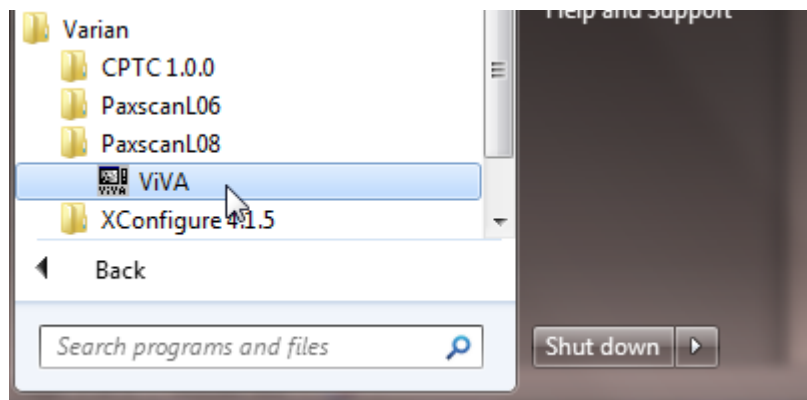 Help and Support
Varian
CPTC 1.0.0
PaxscanL06
PaxscanL08
ViVA
ViVA
XConfigure 4.1.5
Back
Search programs and files
Shut down